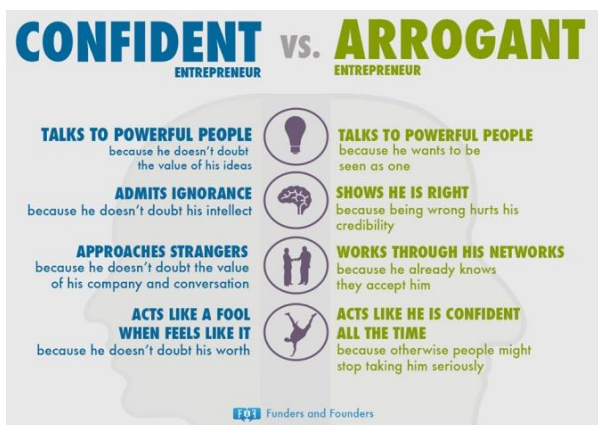 CONFIDENT vs. ARROGANT
ENTREPRENEUR
ENTREPRENEUR
TALKS TO POWERFUL PEOPLE
because he doesn't doubt
the value of his ideas
TALKS TO POWERFUL PEOPLE
because he wants to be
seen as one
ADMITS IGNORANCE
because he doesn't doubt his intellect
SHOWS HE IS RIGHT
because being wrong hurts his
credibility
APPROACHES STRANGERS
because he doesn't doubt the value
of his company and conversation
WORKS THROUGH HIS NETWORKS
because he already knows
they accept him
ACTS LIKE A FOOL
WHEN FEELS LIKE IT
because he doesn't doubt his worth
ACTS LIKE HE IS CONFIDENT
ALL THE TIME
because otherwise people might
stop taking him seriously
FOF Funders and Founders